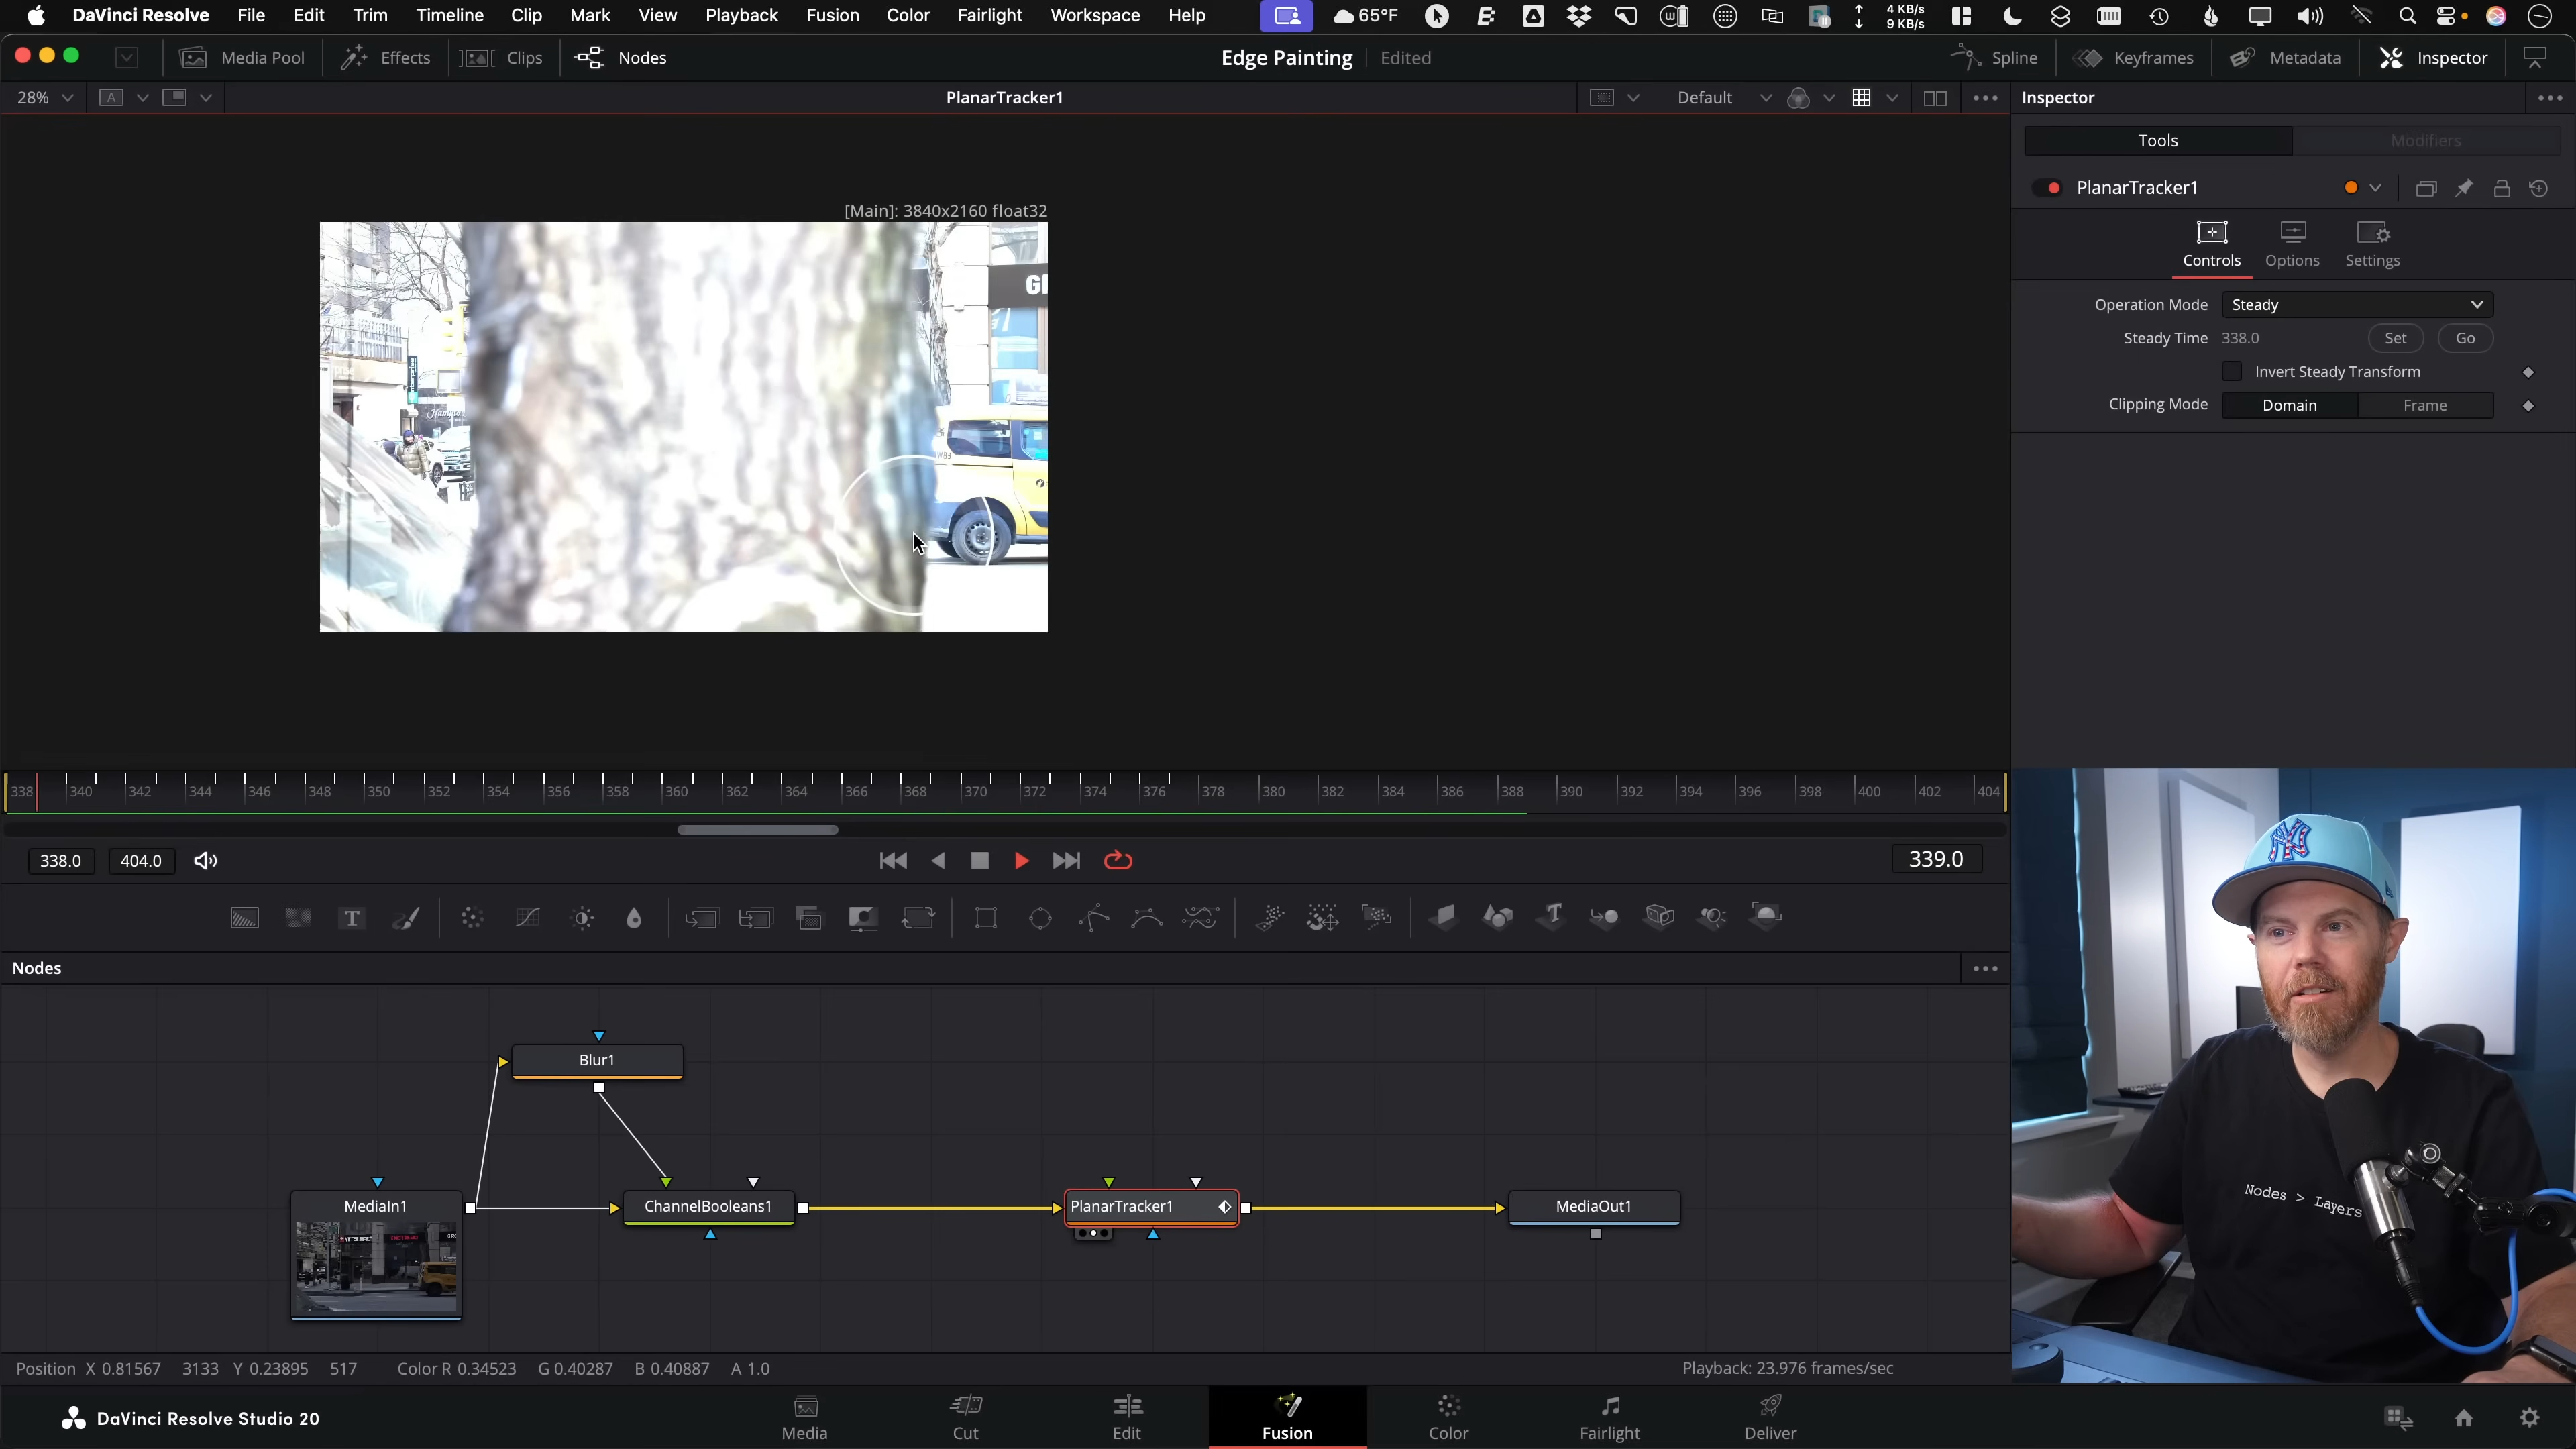 DaVinci Resolve File Edit Trim Timeline Clip Mark View Playback Fusion Color Fairlight Workspace Help 65°F 4 KB/s
9 KB/s
Media Pool Effects Clips Nodes Edge Painting Edited Spline Keyframes Metadata Inspector
28% A PlanarTracker1 Default Inspector
Tools Modifiers
PlanarTracker1
[Main]: 3840x2160 float32
Controls Options Settings
Operation Mode Steady
Steady Time 338.0 Set Go
Invert Steady Transform
Clipping Mode Domain Frame
338 340 342 344 346 348 350 352 354 356 358 360 362 364 366 368 370 372 374 376 378 380 382 384 386 388 390 392 394 396 398 400 402 404
338.0 404.0 339.0
T T
Nodes
Blur1
MediaIn1 ChannelBooleans1 PlanarTracker1 MediaOut1
Nodes > Layers
Position X 0.81567 3133 Y 0.23895 517 Color R 0.34523 G 0.40287 B 0.40887 A 1.0 Playback: 23.976 frames/sec
DaVinci Resolve Studio 20 Media Cut Edit Fusion Color Fairlight Deliver